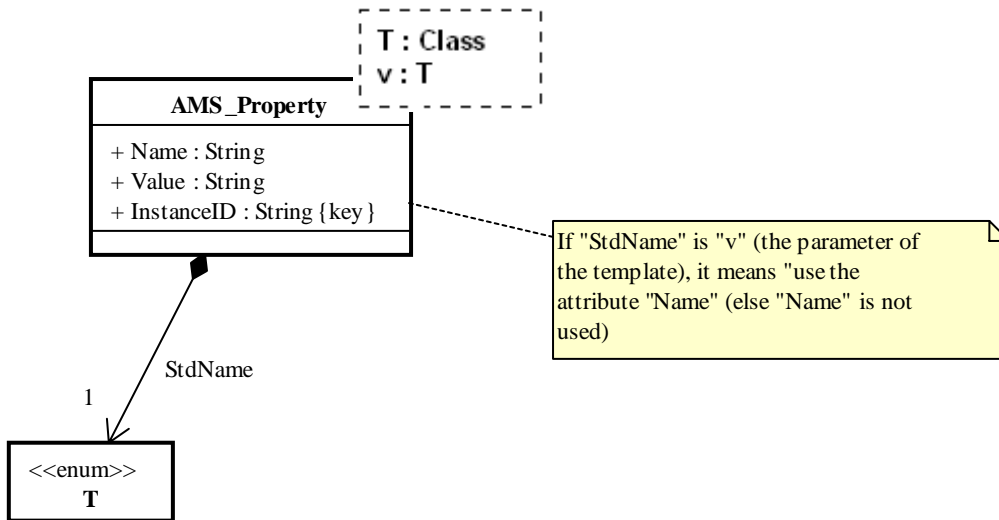 T : Class
v : T
AMS_Property
+ Name : String
+ Value : String
+ InstanceID : String {key}
If "StdName" is "v" (the parameter of
the template), it means "use the
attribute "Name" (else "Name" is not
used)
StdName
1
<<enum>>
T